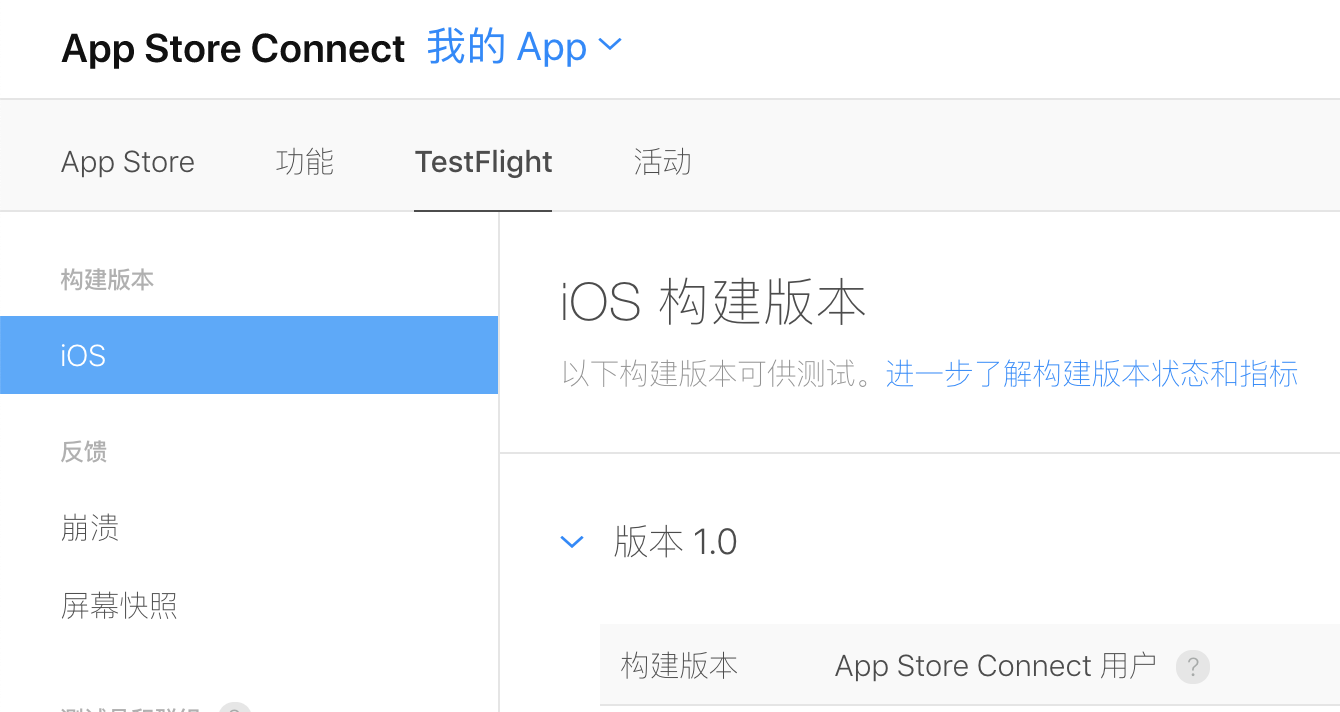 App Store Connect 我的 App
App Store 功能 TestFlight 活动
构建版本
iOS
反馈
崩溃
屏幕快照
iOS 构建版本
以下构建版本可供测试。进一步了解构建版本状态和指标
版本 1.0
构建版本 App Store Connect 用户 ?